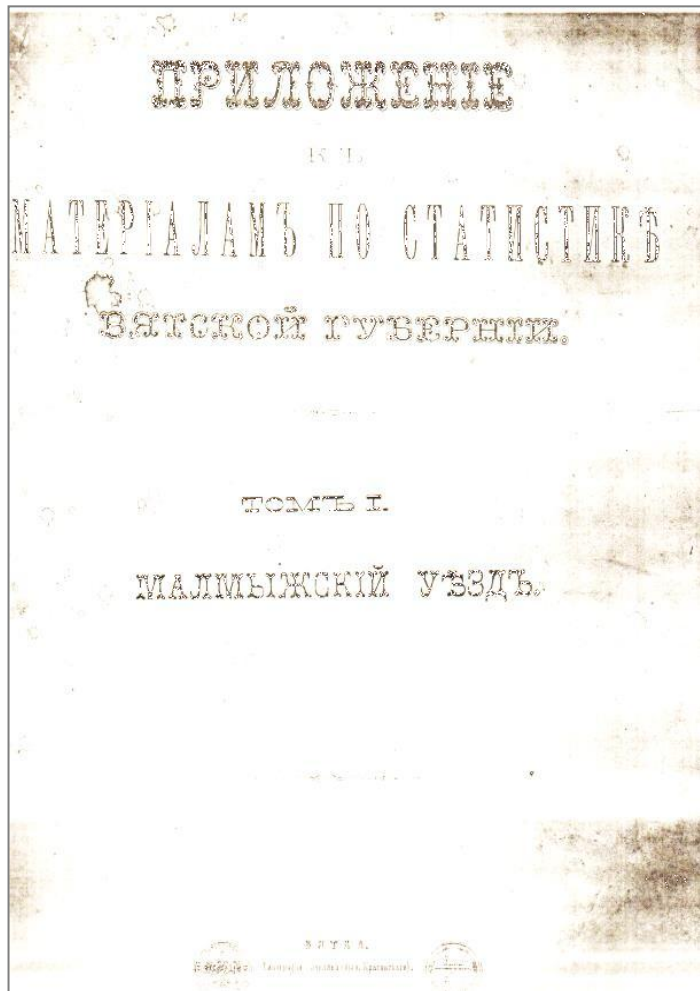 ПРИЛОЖЕНІЕ
КЪ
МАТЕРІАЛАМЪ ПО СТАТИСТИКѢ
ВЯТСКОЙ ГУБЕРНІИ.
ТОМЪ I.
МАЛМЫЖСКІЙ УѢЗДЪ.
ВЯТКА.